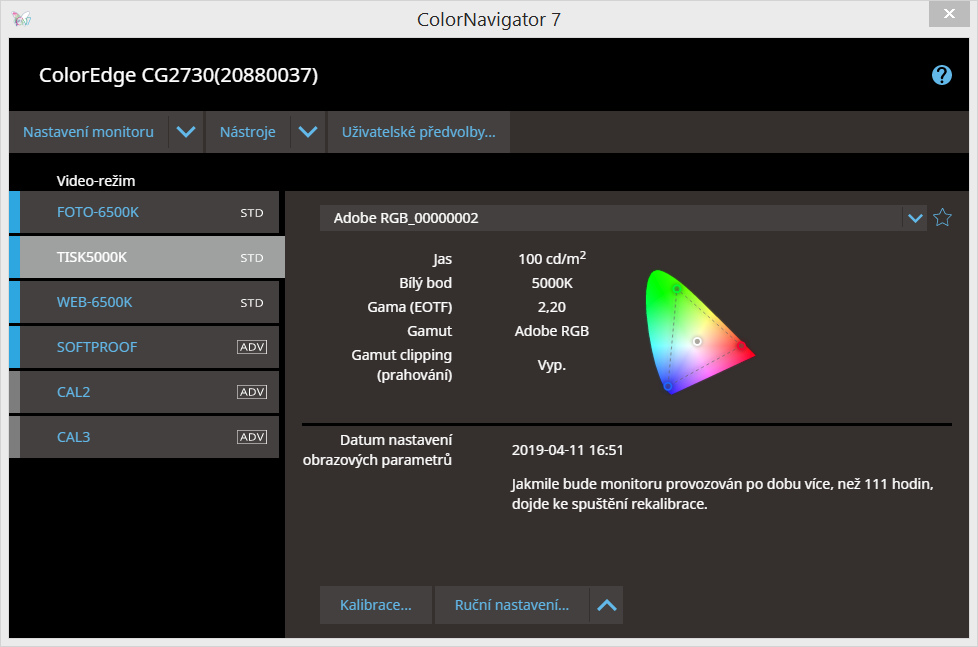 ColorNavigator 7
ColorEdge CG2730(20880037)
Nastavení monitoru
Nástroje
Uživatelské předvolby...
Video-režim
FOTO-6500K STD
TISK5000K STD
WEB-6500K STD
SOFTPROOF ADV
CAL2 ADV
CAL3 ADV
Adobe RGB_00000002
Jas 100 cd/m²
Bílý bod 5000K
Gama (EOTF) 2,20
Gamut Adobe RGB
Gamut clipping
(prahování) Vyp.
Datum nastavení
obrazových parametrů
2019-04-11 16:51
Jakmile bude monitoru provozován po dobu více, než 111 hodin,
dojde ke spuštění rekalibrace.
Kalibrace...
Ruční nastavení...